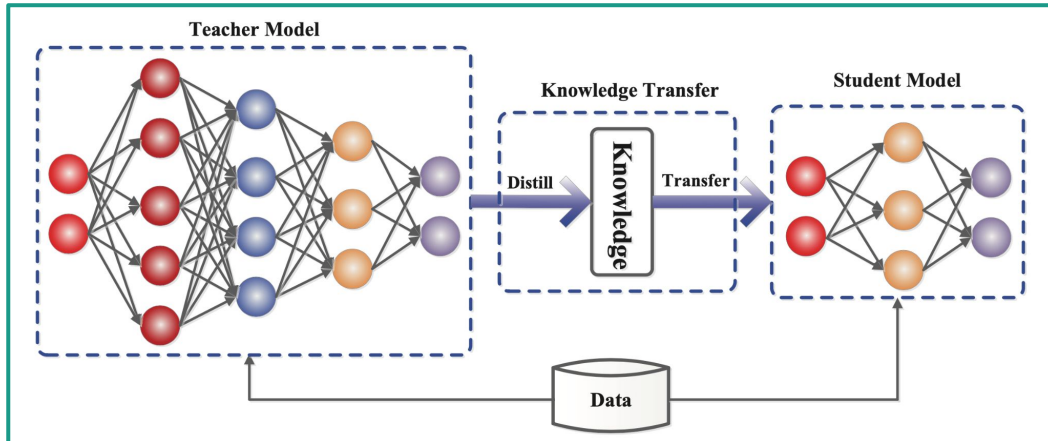 Teacher Model
Knowledge Transfer
Student Model
Distill
Knowledge
Transfer
Data